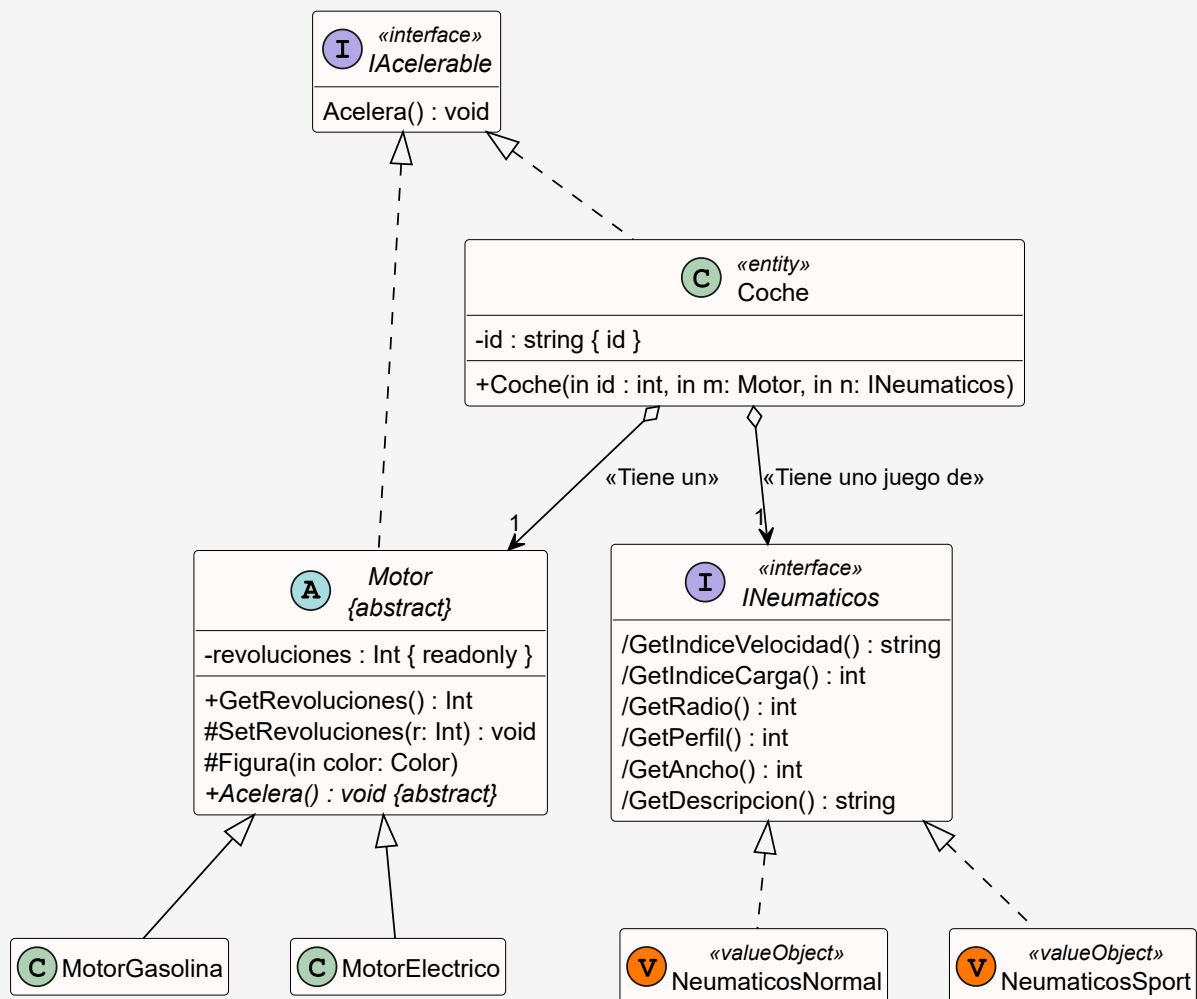 I
«interface»
IAcelerable
Acelera() : void
C
«entity»
Coche
-id : string { id }
+Coche(in id : int, in m: Motor, in n: INeumaticos)
«Tiene un»
«Tiene uno juego de»
1
1
A
Motor
{abstract}
-revoluciones : Int { readonly }
+GetRevoluciones() : Int
#SetRevoluciones(r: Int) : void
#Figura(in color: Color)
+Acelera() : void {abstract}
I
«interface»
INeumaticos
/GetIndiceVelocidad() : string
/GetIndiceCarga() : int
/GetRadio() : int
/GetPerfil() : int
/GetAncho() : int
/GetDescripcion() : string
C MotorGasolina
C MotorElectrico
V
«valueObject»
NeumaticosNormal
V
«valueObject»
NeumaticosSport